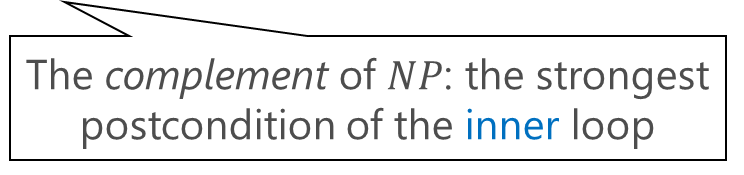 The complement of NP: the strongest
postcondition of the inner loop